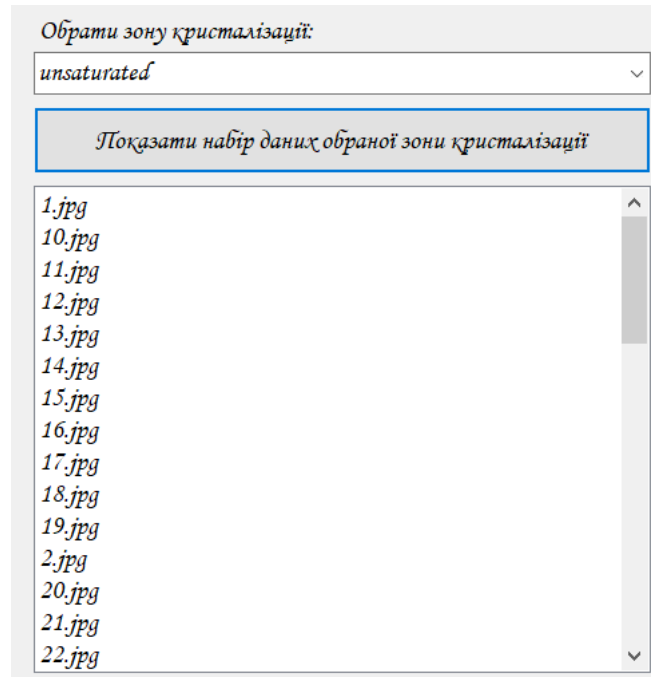 Обрати зону кристалізації:
unsaturated
Показати набір даних обраної зони кристалізації
1.jpg
10.jpg
11.jpg
12.jpg
13.jpg
14.jpg
15.jpg
16.jpg
17.jpg
18.jpg
19.jpg
2.jpg
20.jpg
21.jpg
22.jpg